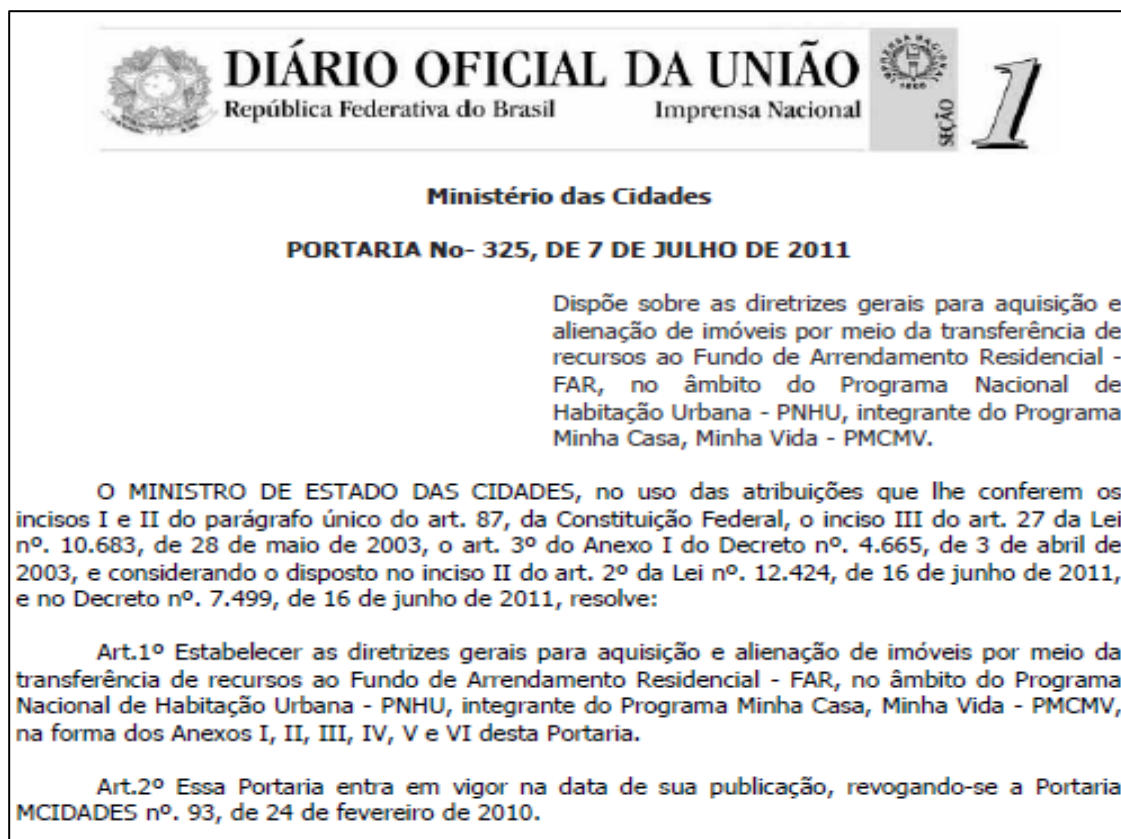 DIÁRIO OFICIAL DA UNIÃO
República Federativa do Brasil Imprensa Nacional
SEÇÃO
1
Ministério das Cidades
PORTARIA No- 325, DE 7 DE JULHO DE 2011
Dispõe sobre as diretrizes gerais para aquisição e
alienação de imóveis por meio da transferência de
recursos ao Fundo de Arrendamento Residencial -
FAR, no âmbito do Programa Nacional de
Habitação Urbana - PNHU, integrante do Programa
Minha Casa, Minha Vida - PMCMV.
O MINISTRO DE ESTADO DAS CIDADES, no uso das atribuições que lhe conferem os
incisos I e II do parágrafo único do art. 87, da Constituição Federal, o inciso III do art. 27 da Lei
nº. 10.683, de 28 de maio de 2003, o art. 3º do Anexo I do Decreto nº. 4.665, de 3 de abril de
2003, e considerando o disposto no inciso II do art. 2º da Lei nº. 12.424, de 16 de junho de 2011,
e no Decreto nº. 7.499, de 16 de junho de 2011, resolve:
Art.1º Estabelecer as diretrizes gerais para aquisição e alienação de imóveis por meio da
transferência de recursos ao Fundo de Arrendamento Residencial - FAR, no âmbito do Programa
Nacional de Habitação Urbana - PNHU, integrante do Programa Minha Casa, Minha Vida - PMCMV,
na forma dos Anexos I, II, III, IV, V e VI desta Portaria.
Art.2º Essa Portaria entra em vigor na data de sua publicação, revogando-se a Portaria
MCIDADES nº. 93, de 24 de fevereiro de 2010.